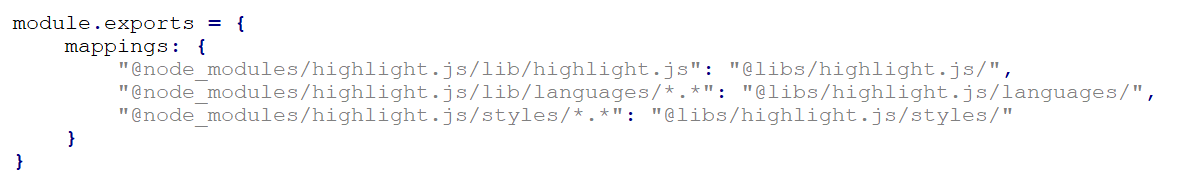 module.exports = {
    mappings: {
        "@node_modules/highlight.js/lib/highlight.js": "@libs/highlight.js/",
        "@node_modules/highlight.js/lib/languages/*.*": "@libs/highlight.js/languages/",
        "@node_modules/highlight.js/styles/*.*": "@libs/highlight.js/styles/"
    }
}